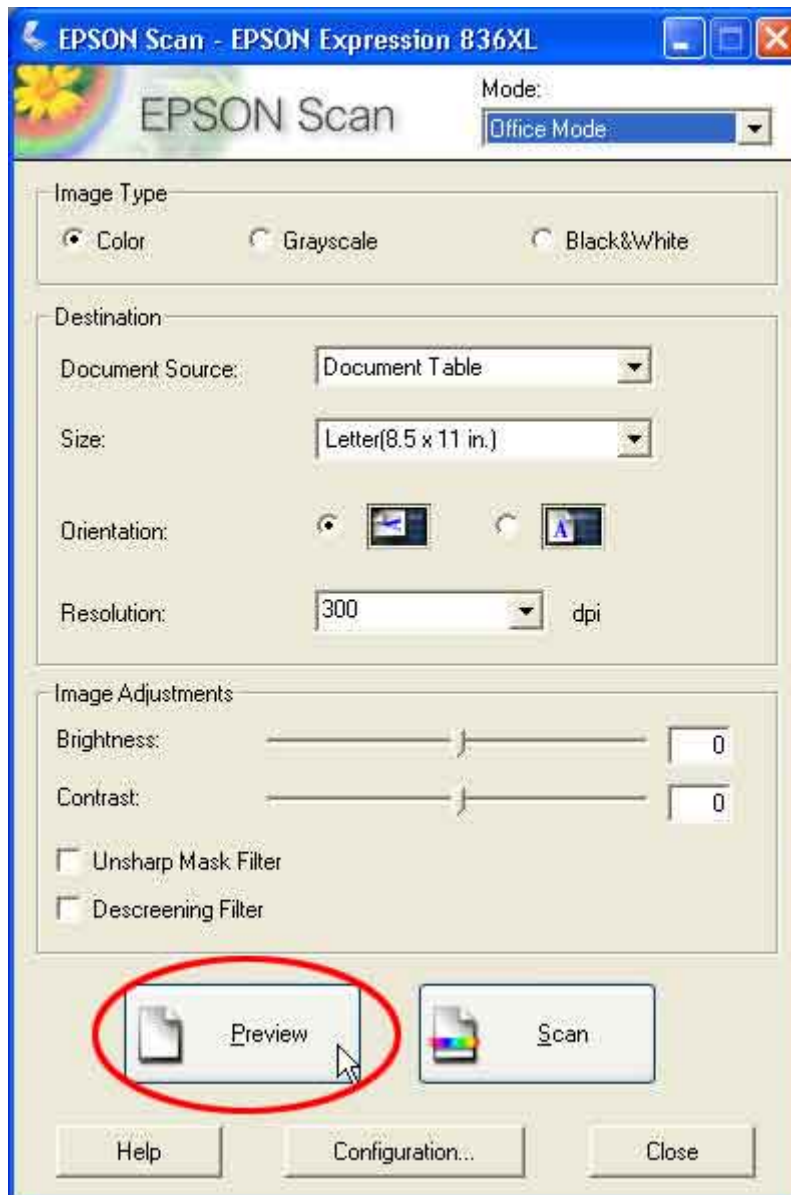 EPSON Scan - EPSON Expression 836XL
EPSON Scan
Mode:
Office Mode
Image Type
Color Grayscale Black&White
Destination
Document Source: Document Table
Size: Letter(8.5 x 11 in.)
Orientation: A
Resolution: 300 dpi
Image Adjustments
Brightness: 0
Contrast: 0
Unsharp Mask Filter
Descreening Filter
Preview Scan
Help Configuration... Close